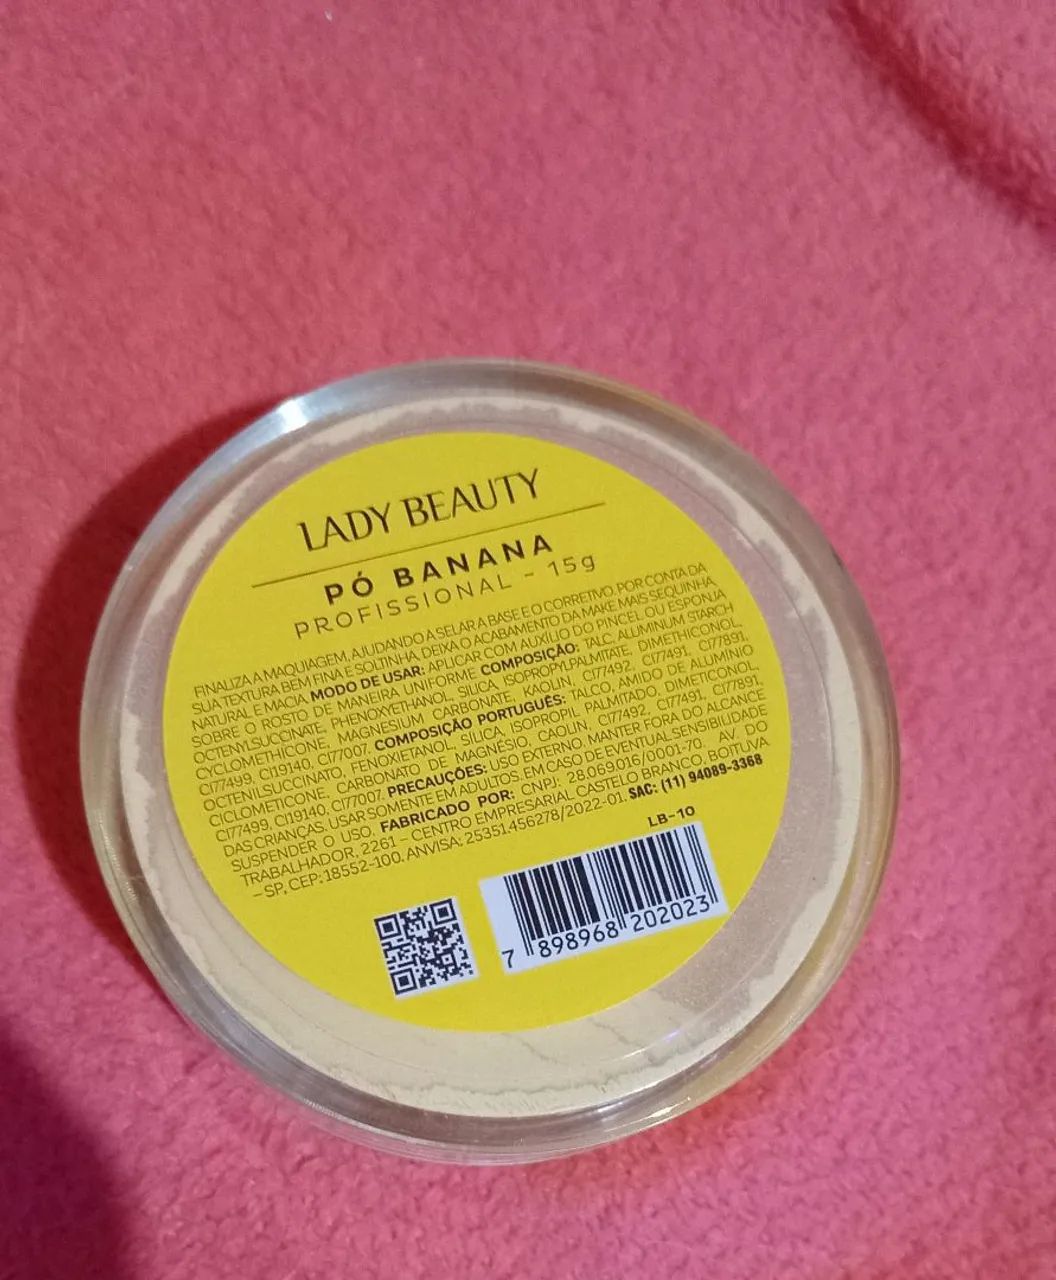 LADY BEAUTY
PÓ BANANA
PROFISSIONAL - 15g
FINALIZA A MAQUIAGEM, AJUDANDO A SELAR A BASE E O CORRETIVO. POR CONTA DA
SUA TEXTURA BEM FINA E SOLTINHA, DEIXA O ACABAMENTO DA MAKE MAIS SEQUINHA,
NATURAL E MACIA. MODO DE USAR: APLICAR COM AUXÍLIO DO PINCEL OU ESPONJA
SOBRE O ROSTO DE MANEIRA UNIFORME COMPOSIÇÃO: TALC, ALUMINUM STARCH
OCTENYLSUCCINATE, PHENOXYETHANOL, SILICA, ISOPROPYLPALMITATE, DIMETHICONOL,
CYCLOMETHICONE, MAGNESIUM CARBONATE, KAOLIN, CI77492, CI77491, CI77891,
CI77499, CI19140, CI77007. COMPOSIÇÃO PORTUGUÊS: TALCO, AMIDO DE ALUMÍNIO
OCTENILSUCCINATO, FENOXIETANOL, SILICA, ISOPROPIL PALMITADO, DIMETICONOL,
CICLOMETICONE, CARBONATO DE MAGNÉSIO, CAOLIN, CI77492, CI77491, CI77891,
CI77499, CI19140, CI77007. PRECAUÇÕES: USO EXTERNO. MANTER FORA DO ALCANCE
DAS CRIANÇAS. USAR SOMENTE EM ADULTOS. EM CASO DE EVENTUAL SENSIBILIDADE
SUSPENDER O USO. FABRICADO POR: CNPJ: 28.069.016/0001-70 AV. DO
TRABALHADOR, 2261 – CENTRO EMPRESARIAL CASTELO BRANCO, BOITUVA
– SP, CEP: 18552-100. ANVISA: 25351.456278/2022-01. SAC: (11) 94089-3368
LB-10
7 898968 202023